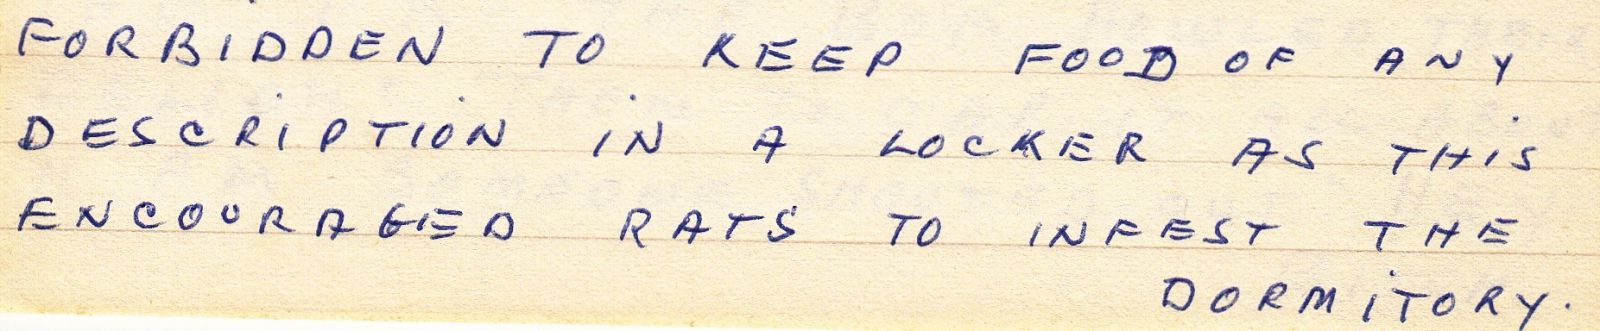 FORBIDDEN TO KEEP FOOD OF ANY
DESCRIPTION IN A LOCKER AS THIS
ENCOURAGED RATS TO INFEST THE
DORMITORY.